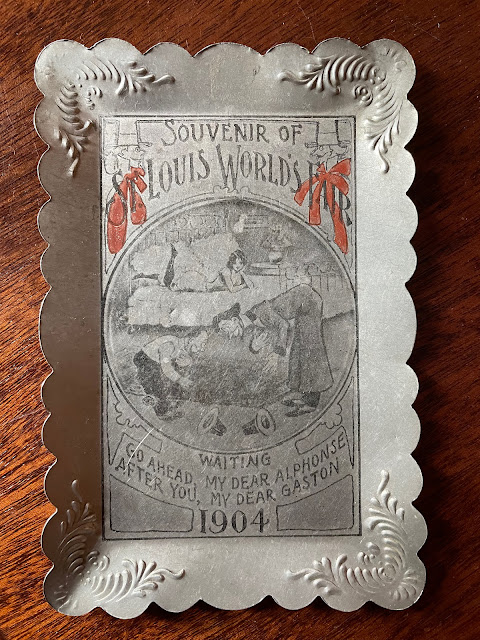 SOUVENIR OF
ST. LOUIS WORLD'S FAIR
WAITING
GO AHEAD, MY DEAR ALPHONSE
AFTER YOU, MY DEAR GASTON
1904